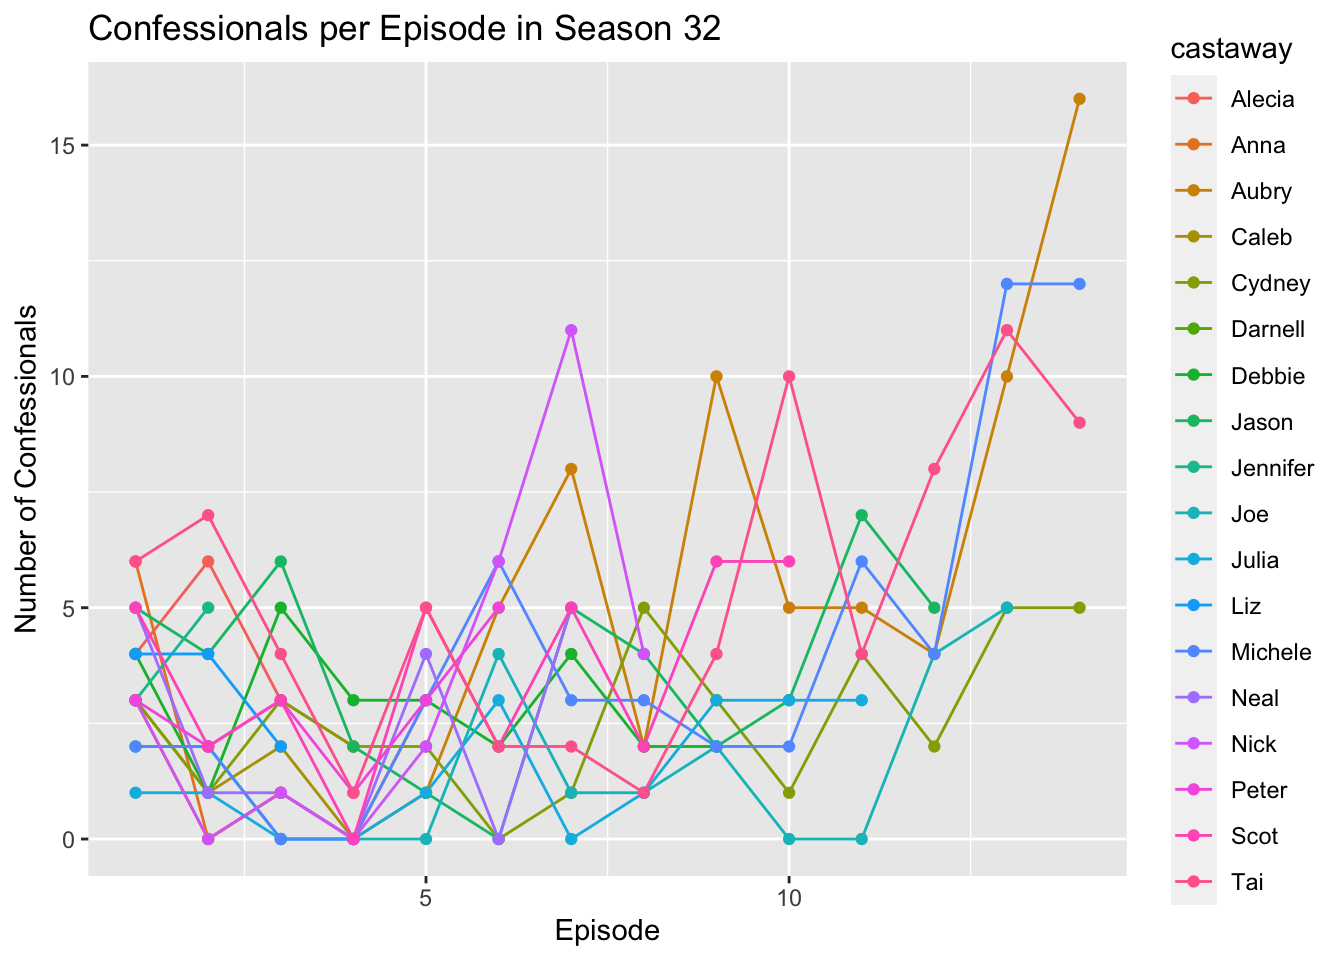 Confessionals per Episode in Season 32
castaway
Alecia
Anna
Aubry
Caleb
Cydney
Darnell
Debbie
Jason
Jennifer
Joe
Julia
Liz
Michele
Neal
Nick
Peter
Scot
Tai
Number of Confessionals
15
10
5
0
5
10
Episode